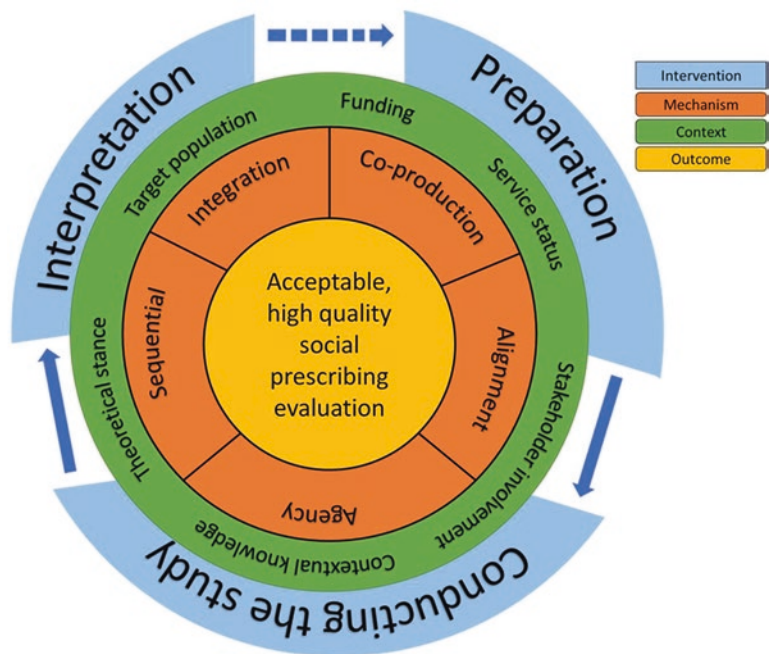 Interpretation
Preparation
Conducting the study
Funding
Service status
Stakeholder involvement
Contextual knowledge
Theoretical stance
Target population
Co-production
Alignment
Agency
Sequential
Integration
Acceptable,
high quality
social
prescribing
evaluation
Intervention
Mechanism
Context
Outcome